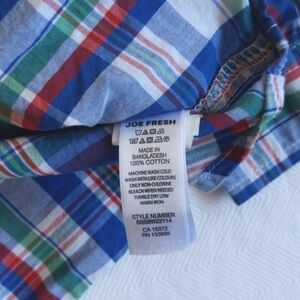 JOE FRESH
MADE IN
BANGLADESH
100% COTTON
MACHINE WASH COLD
WASH WITH LIKE COLOURS
ONLY NON-CHLORINE
BLEACH WHEN NEEDED
TUMBLE DRY LOW
WARM IRON
STYLE NUMBER
CA 15372
RN 133886